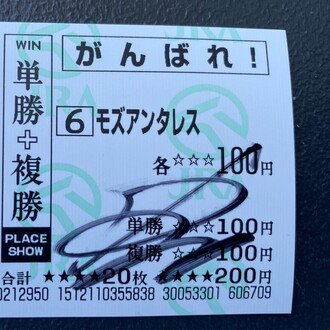 WIN
単勝+複勝
PLACE
SHOW
がんばれ!
6 モズアンタレス
各☆☆☆100円
単勝☆☆100円
複勝☆☆100円
合計 ★★★★20枚 ★★★★200円
0212950 1512110355838 30053301 606709
JRA